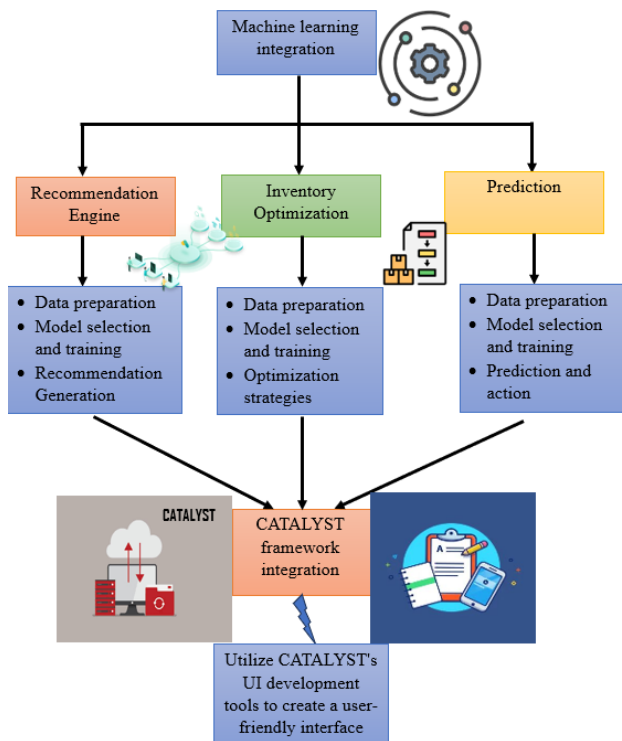 Machine learning
integration
Recommendation
Engine
Inventory
Optimization
Prediction
• Data preparation
• Model selection
and training
• Recommendation
Generation
• Data preparation
• Model selection
and training
• Optimization
strategies
• Data preparation
• Model selection
and training
• Prediction and
action
CATALYST
CATALYST
framework
integration
A
Utilize CATALYST's
UI development
tools to create a user-
friendly interface